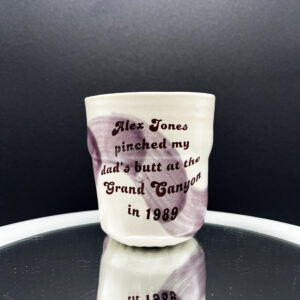 Alex Jones
pinched my
dad's butt at the
Grand Canyon
in 1989